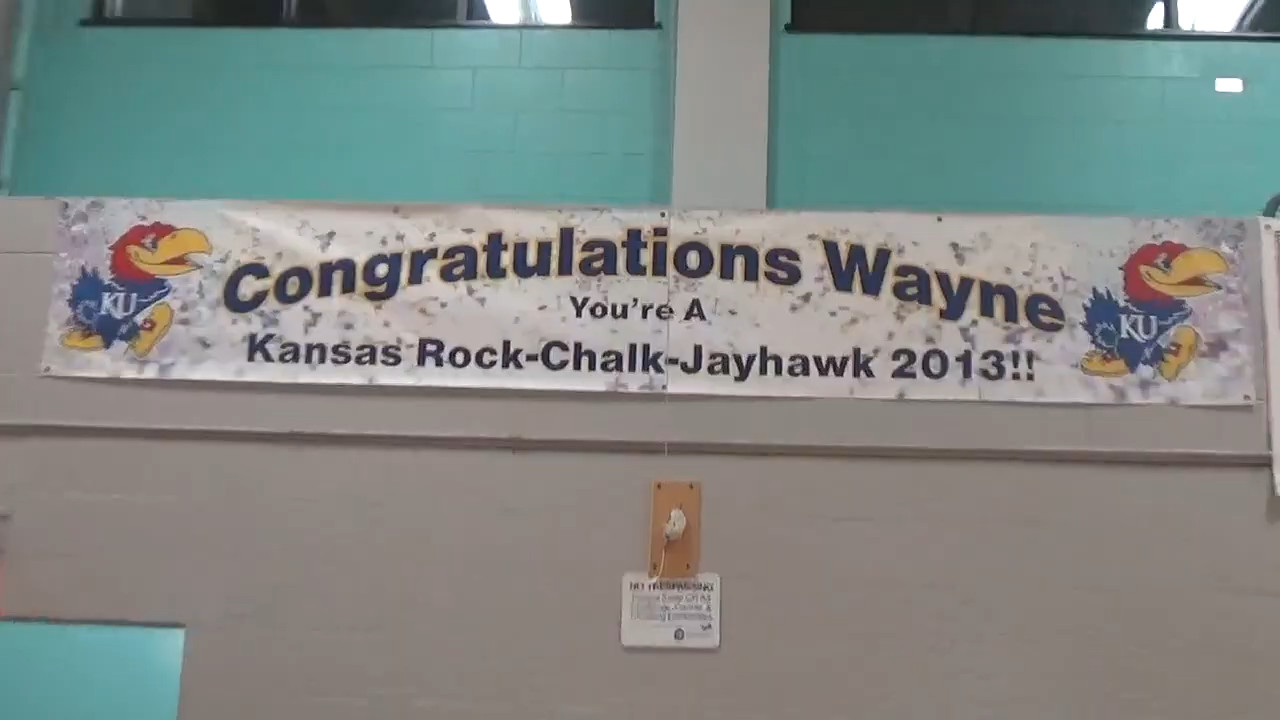 Congratulations Wayne
You're A
Kansas Rock-Chalk-Jayhawk 2013!!
KU
KU
NO TRESPASSING